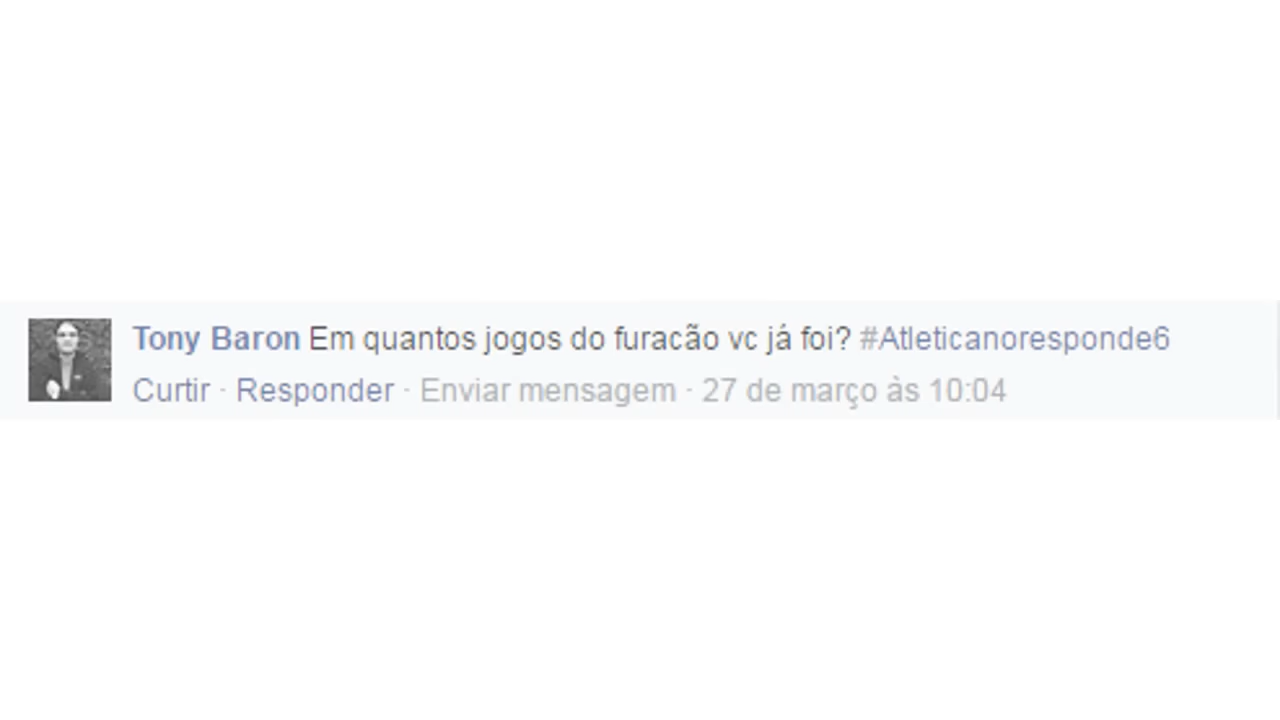 Tony Baron Em quantos jogos do furacão vc já foi? #Atleticanoresponde6
Curtir · Responder · Enviar mensagem · 27 de março às 10:04